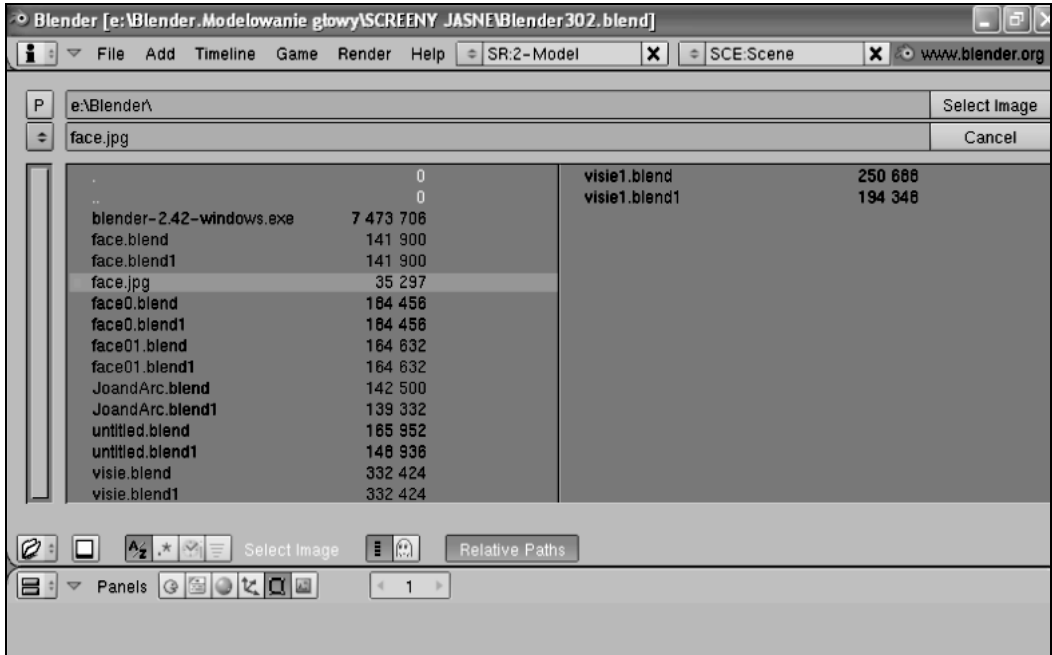 Blender [e:\Blender.Modelowanie głowy\SCREENY JASNE\Blender302.blend]
File Add Timeline Game Render Help SR:2-Model X SCE:Scene X www.blender.org
P e:\Blender\ Select Image
face.jpg Cancel
. 0
.. 0
blender-2.42-windows.exe 7 473 706
face.blend 141 900
face.blend1 141 900
face.jpg 35 297
face0.blend 164 456
face0.blend1 164 456
face01.blend 164 632
face01.blend1 164 632
JoandArc.blend 142 500
JoandArc.blend1 139 332
untitled.blend 165 952
untitled.blend1 148 936
visie.blend 332 424
visie.blend1 332 424
visie1.blend 250 688
visie1.blend1 194 348
Select Image Relative Paths
Panels 1